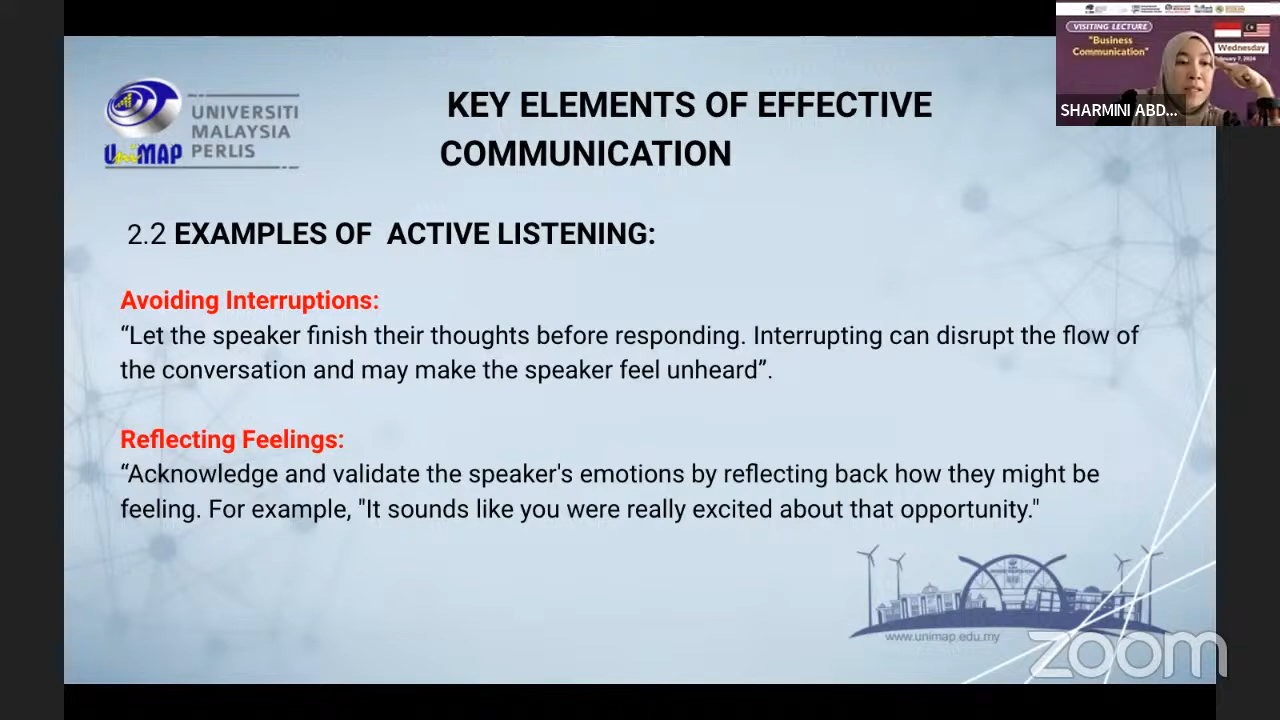 VISITING LECTURE
"Business
Communication"
Wednesday
SHARMINI ABD...
UNIVERSITI
MALAYSIA
PERLIS
UniMAP
KEY ELEMENTS OF EFFECTIVE
COMMUNICATION
2.2 EXAMPLES OF ACTIVE LISTENING:
Avoiding Interruptions:
“Let the speaker finish their thoughts before responding. Interrupting can disrupt the flow of
the conversation and may make the speaker feel unheard”.
Reflecting Feelings:
“Acknowledge and validate the speaker's emotions by reflecting back how they might be
feeling. For example, "It sounds like you were really excited about that opportunity."
www.unimap.edu.my
zoom